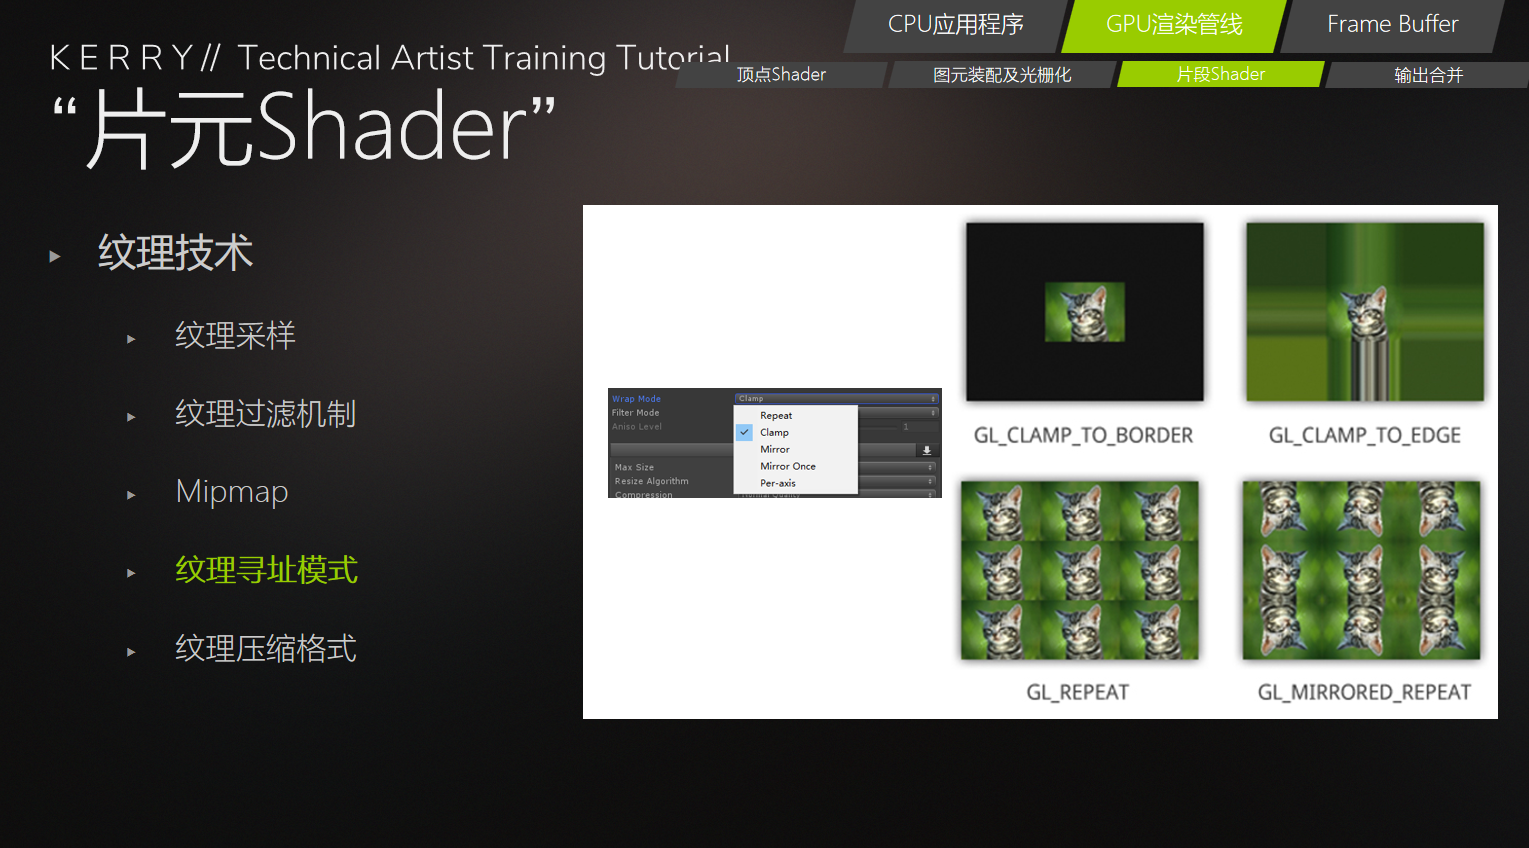 CPU应用程序
GPU渲染管线
Frame Buffer
KERRY// Technical Artist Training Tutorial
顶点Shader
图元装配及光栅化
片段Shader
输出合并
“片元Shader”
纹理技术
纹理采样
纹理过滤机制
Mipmap
纹理寻址模式
纹理压缩格式
Wrap Mode
Clamp
Filter Mode
Aniso Level
1
Repeat
Clamp
Mirror
Mirror Once
Per-axis
Max Size
Resize Algorithm
Compression
Normal Quality
GL_CLAMP_TO_BORDER
GL_CLAMP_TO_EDGE
GL_REPEAT
GL_MIRRORED_REPEAT